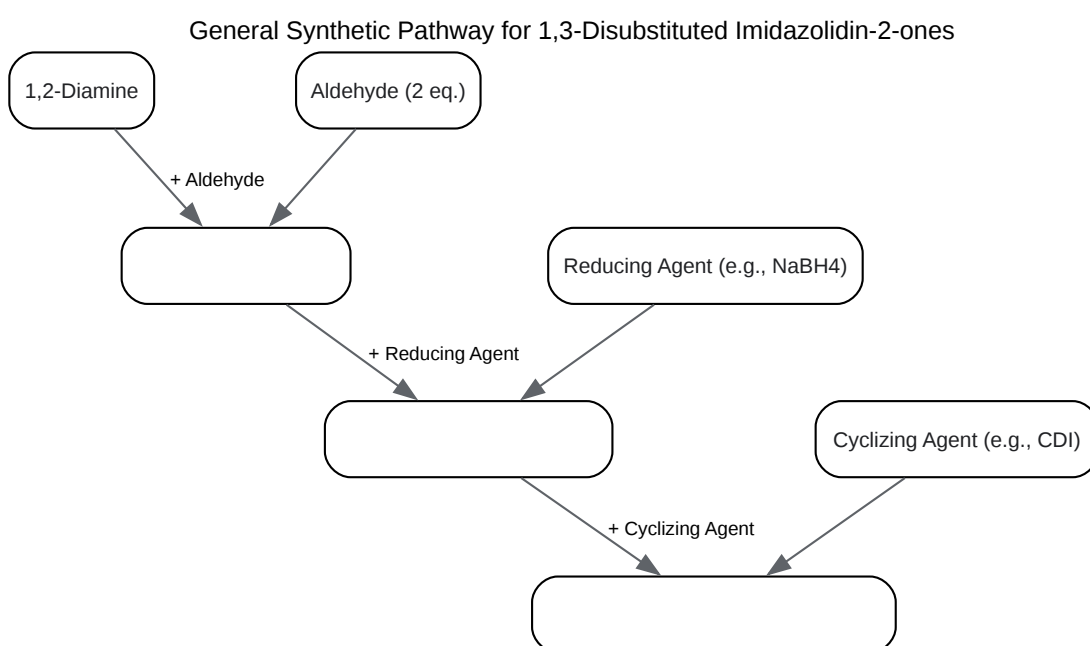 General Synthetic Pathway for 1,3-Disubstituted Imidazolidin-2-ones
1,2-Diamine
Aldehyde (2 eq.)
+ Aldehyde
Reducing Agent (e.g., NaBH4)
+ Reducing Agent
Cyclizing Agent (e.g., CDI)
+ Cyclizing Agent